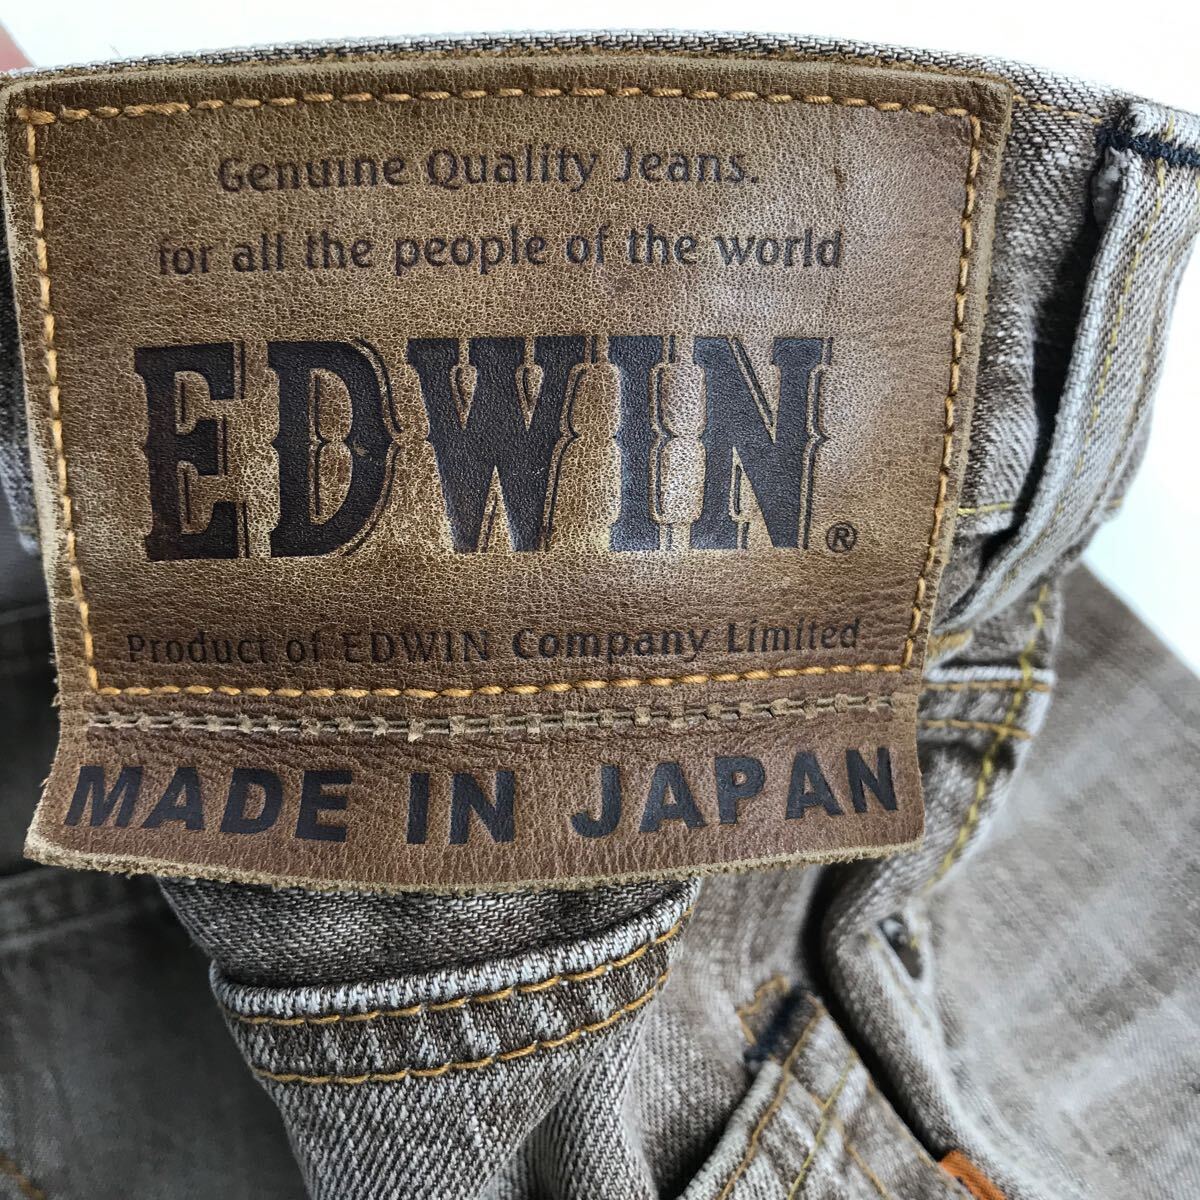 Genuine Quality Jeans.
for all the people of the world
EDWIN®
Product of EDWIN Company Limited
MADE IN JAPAN